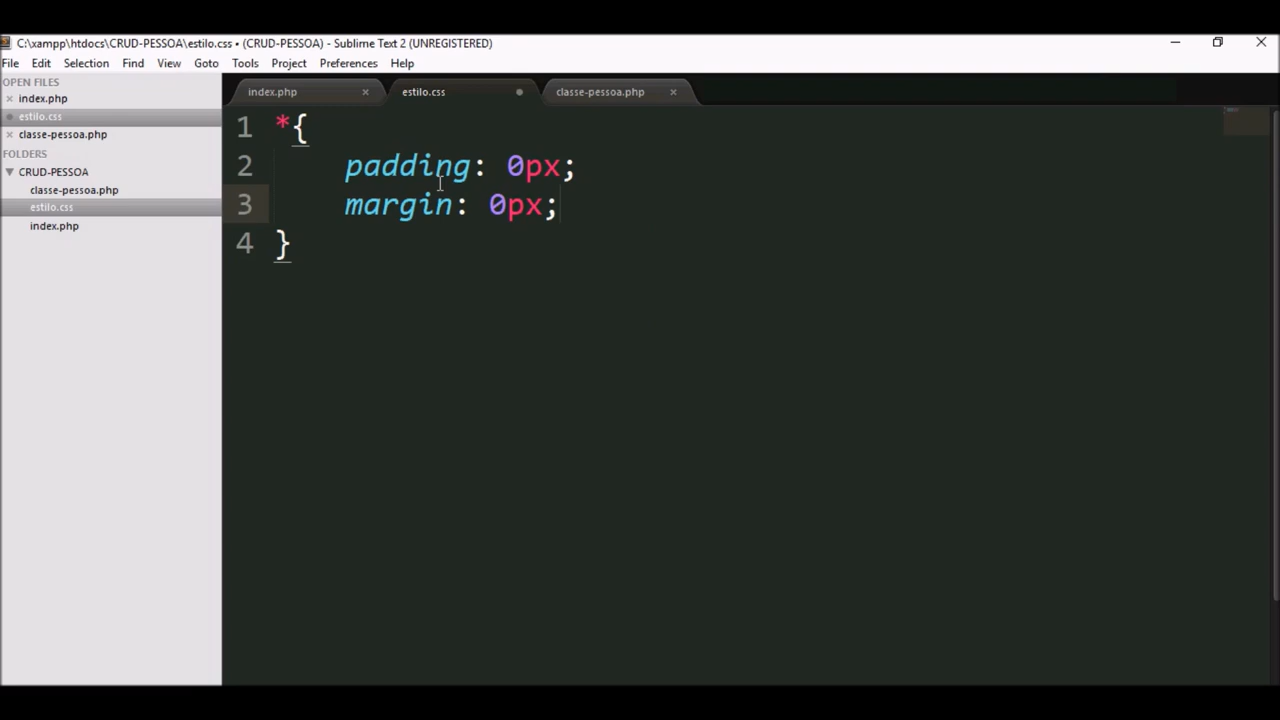 C:\xampp\htdocs\CRUD-PESSOA\estilo.css • (CRUD-PESSOA) - Sublime Text 2 (UNREGISTERED)
File Edit Selection Find View Goto Tools Project Preferences Help
OPEN FILES
index.php
estilo.css
classe-pessoa.php
FOLDERS
CRUD-PESSOA
classe-pessoa.php
estilo.css
index.php
index.php estilo.css classe-pessoa.php
1 *{
2 padding: 0px;
3 margin: 0px;
4 }